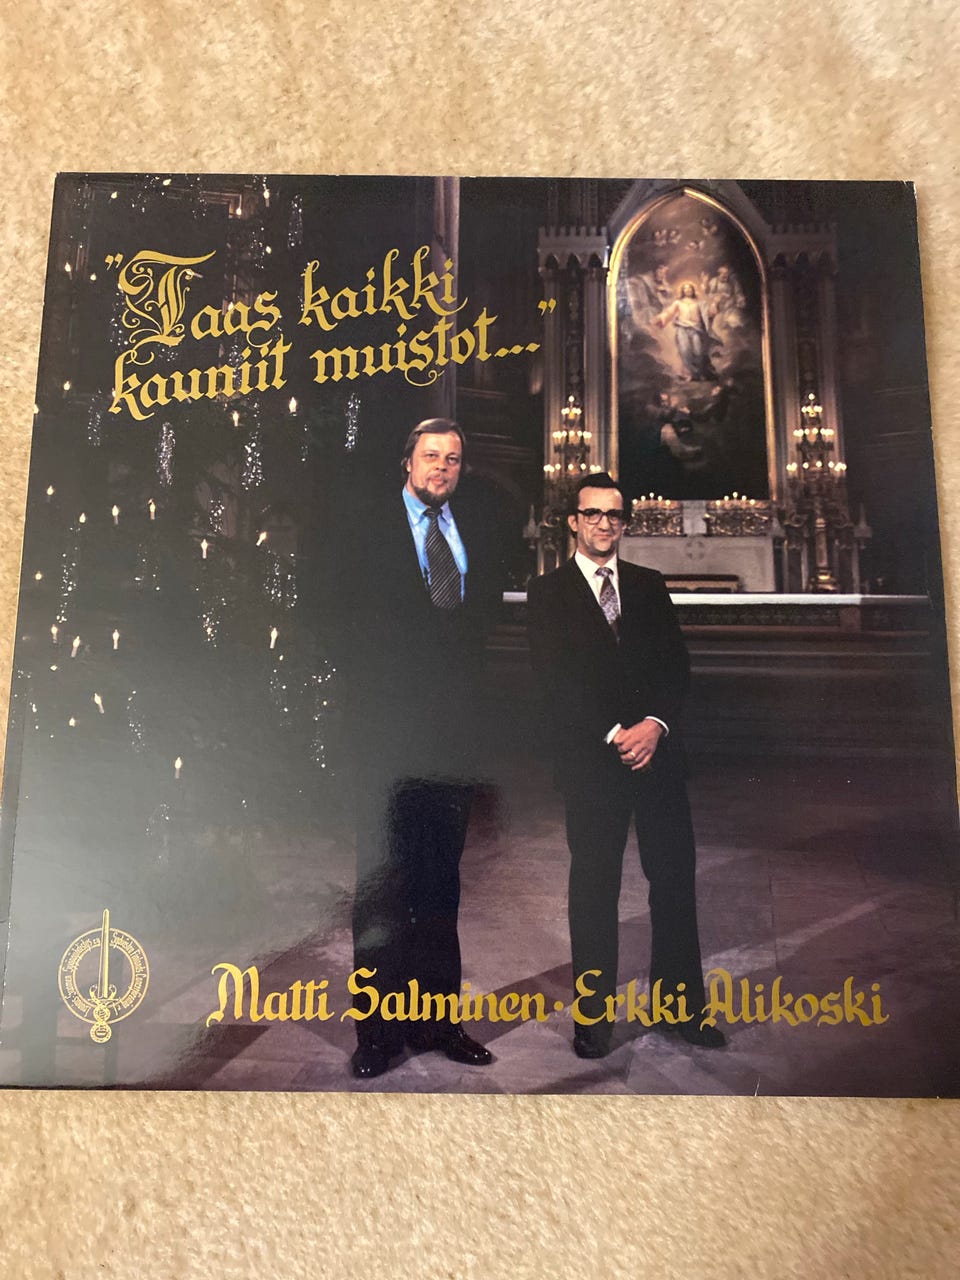 "Taas kaikki
kauniit muistot..."
Matti Salminen · Erkki Alikoski